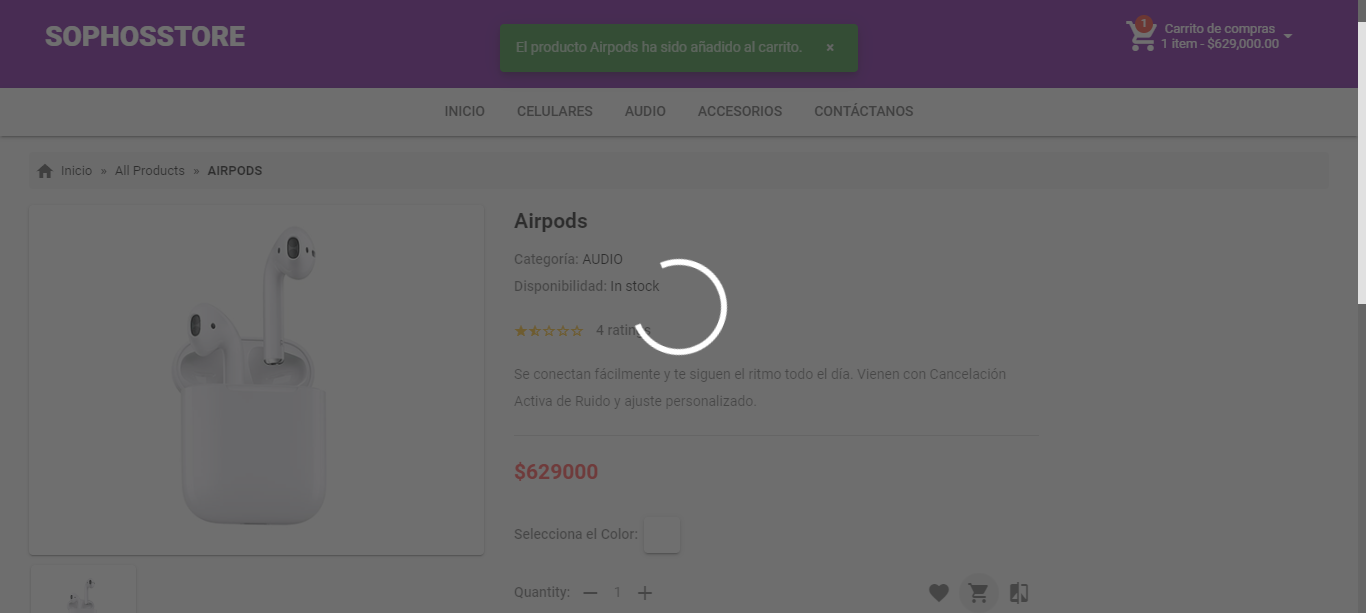 SOPHOSSTORE
El producto Airpods ha sido añadido al carrito. ×
1
Carrito de compras
1 item - $629,000.00
INICIO CELULARES AUDIO ACCESORIOS CONTÁCTANOS
Inicio » All Products » AIRPODS
Airpods
Categoría: AUDIO
Disponibilidad: In stock
4 ratings
Se conectan fácilmente y te siguen el ritmo todo el día. Vienen con Cancelación
Activa de Ruido y ajuste personalizado.
$629000
Selecciona el Color:
Quantity: — 1 +